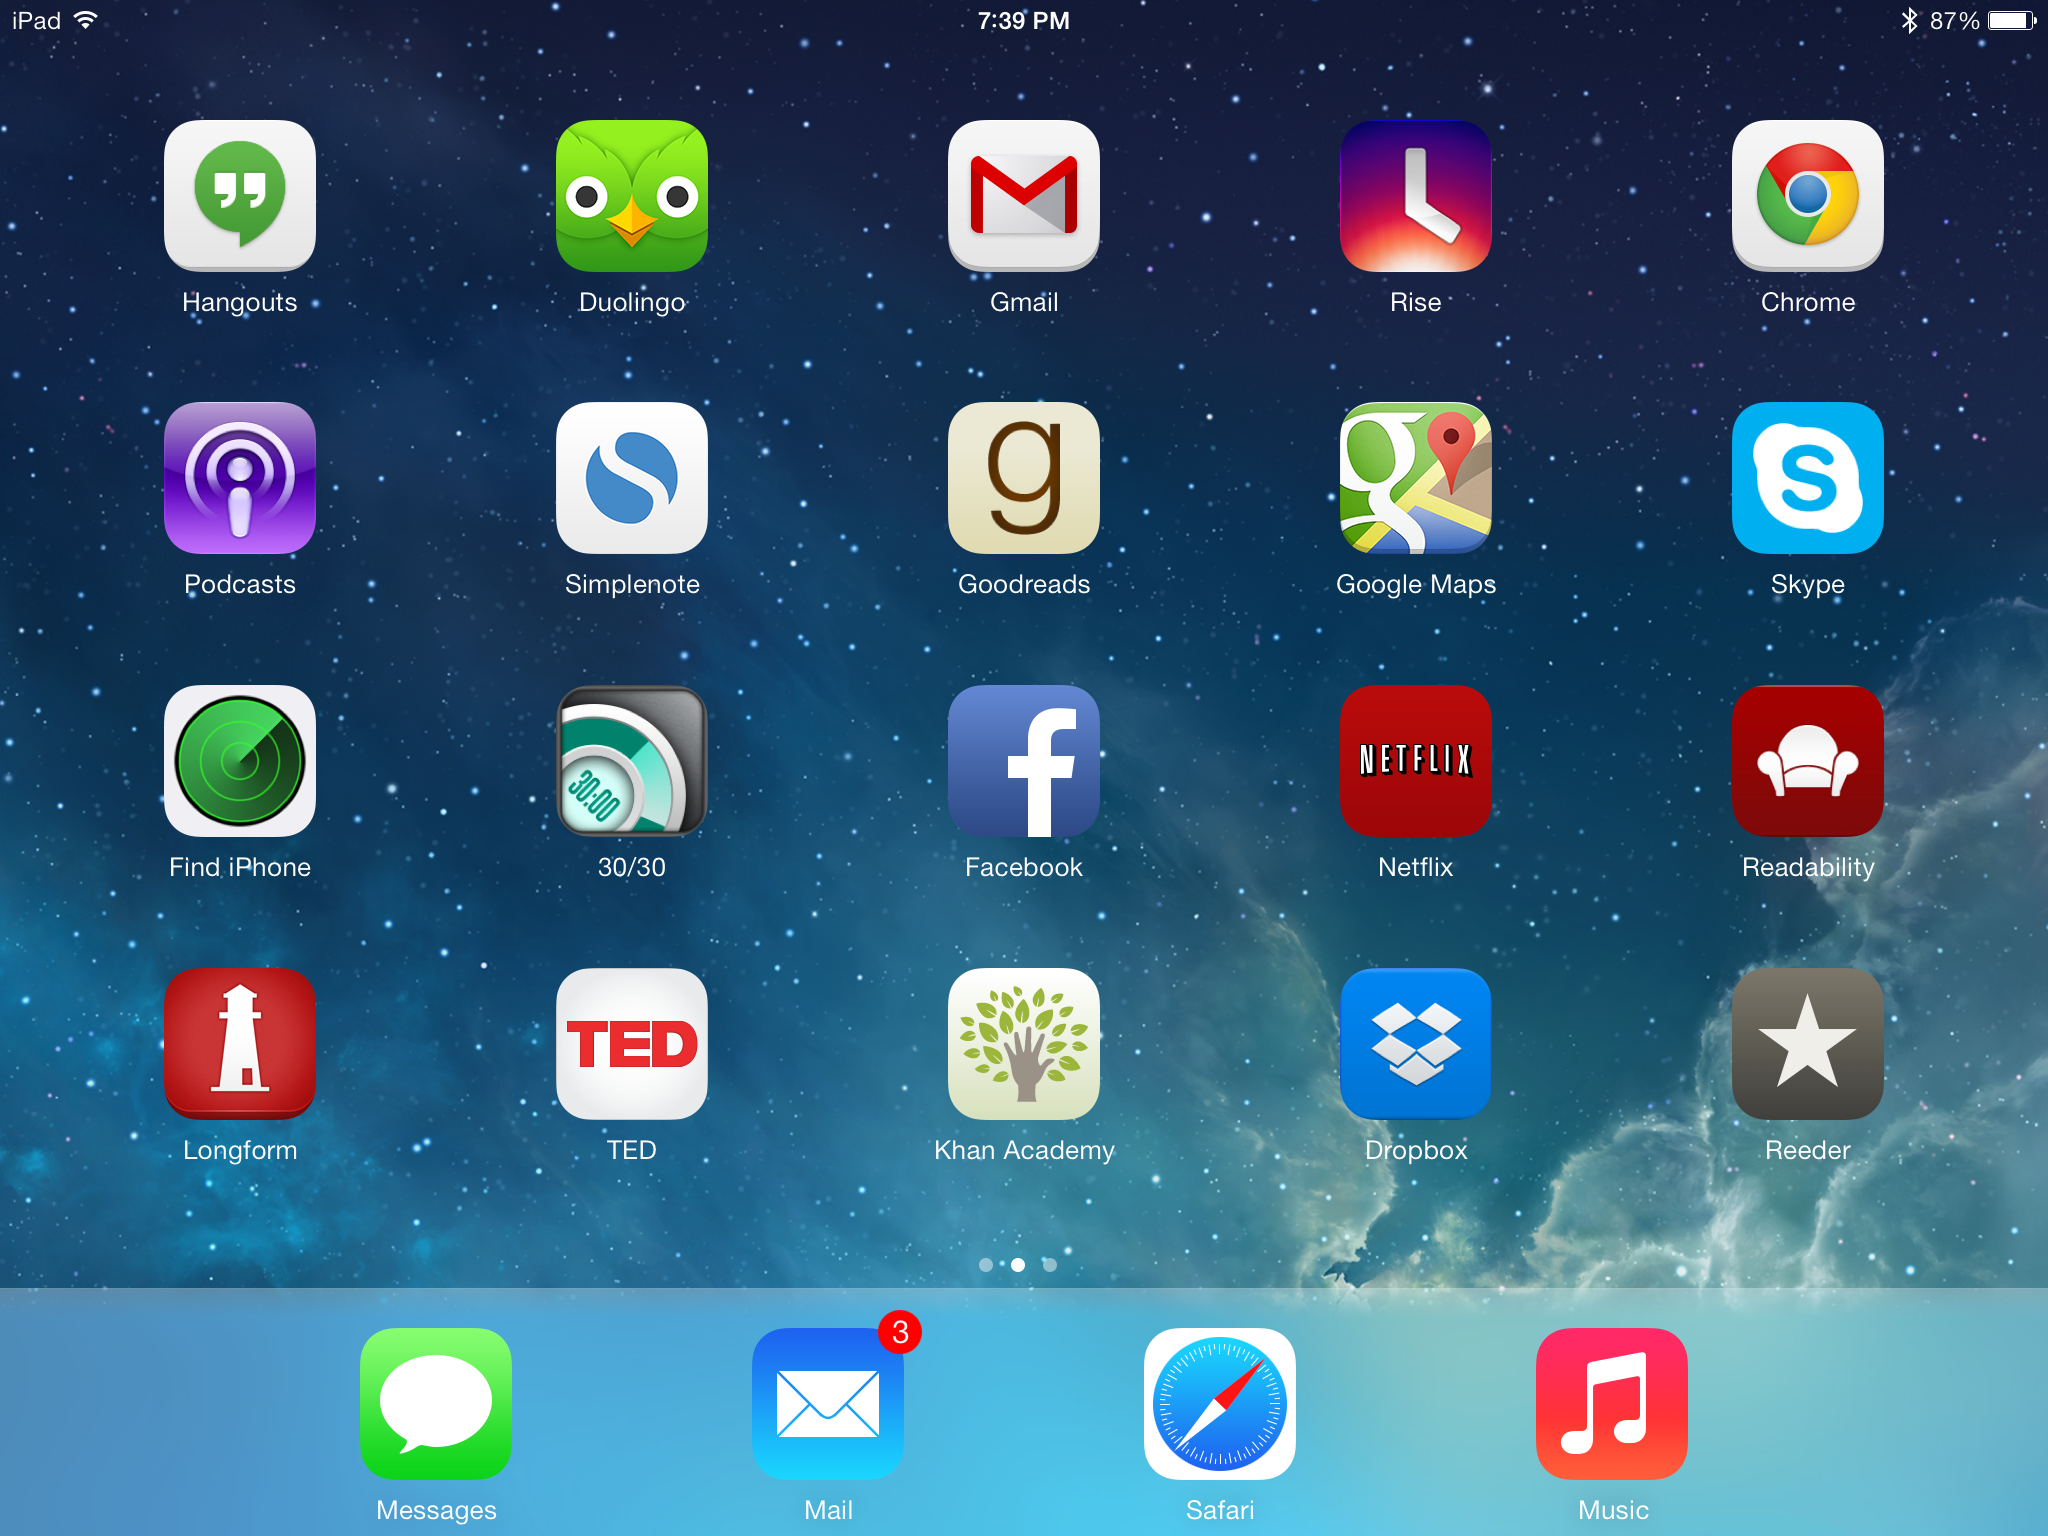 iPad 7:39 PM 87%
Hangouts Duolingo Gmail Rise Chrome
Podcasts Simplenote Goodreads Google Maps Skype
30:00 NETFLIX
Find iPhone 30/30 Facebook Netflix Readability
TED
Longform TED Khan Academy Dropbox Reeder
3
Messages Mail Safari Music